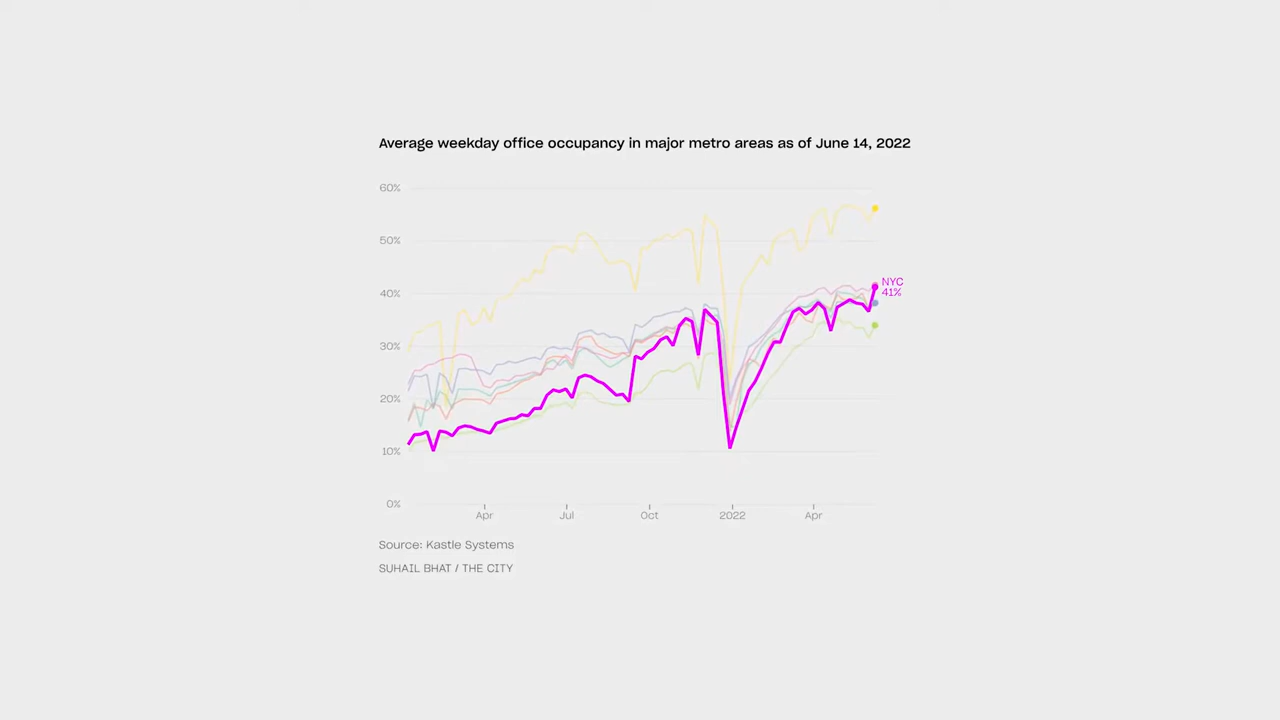 Average weekday office occupancy in major metro areas as of June 14, 2022
60%
50%
NYC
40%
41%
30%
20%
10%
0%
Apr Jul Oct 2022 Apr
Source: Kastle Systems
SUHAIL BHAT / THE CITY